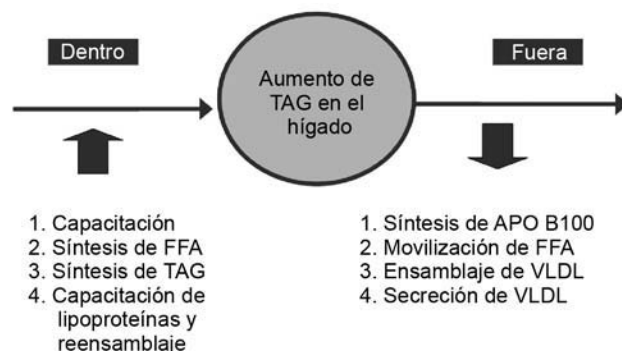 Dentro
Fuera
Aumento de
TAG en el
hígado
1. Capacitación
2. Síntesis de FFA
3. Síntesis de TAG
4. Capacitación de
lipoproteínas y
reensamblaje
1. Síntesis de APO B100
2. Movilización de FFA
3. Ensamblaje de VLDL
4. Secreción de VLDL